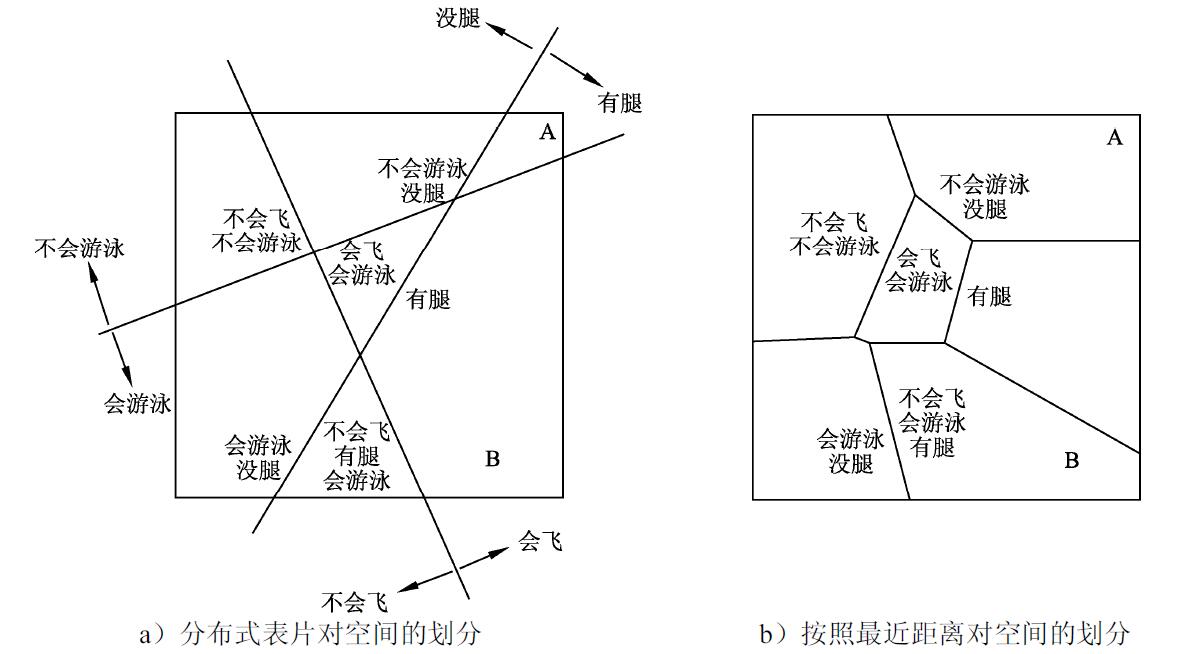 没腿
有腿
A
不会游泳
没腿
不会飞
不会游泳
会飞
会游泳
有腿
不会游泳
会游泳
会游泳
没腿
不会飞
有腿
会游泳
B
会飞
不会飞
a）分布式表片对空间的划分
A
不会游泳
没腿
不会飞
不会游泳
会飞
会游泳
有腿
不会飞
会游泳
有腿
会游泳
没腿
B
b）按照最近距离对空间的划分